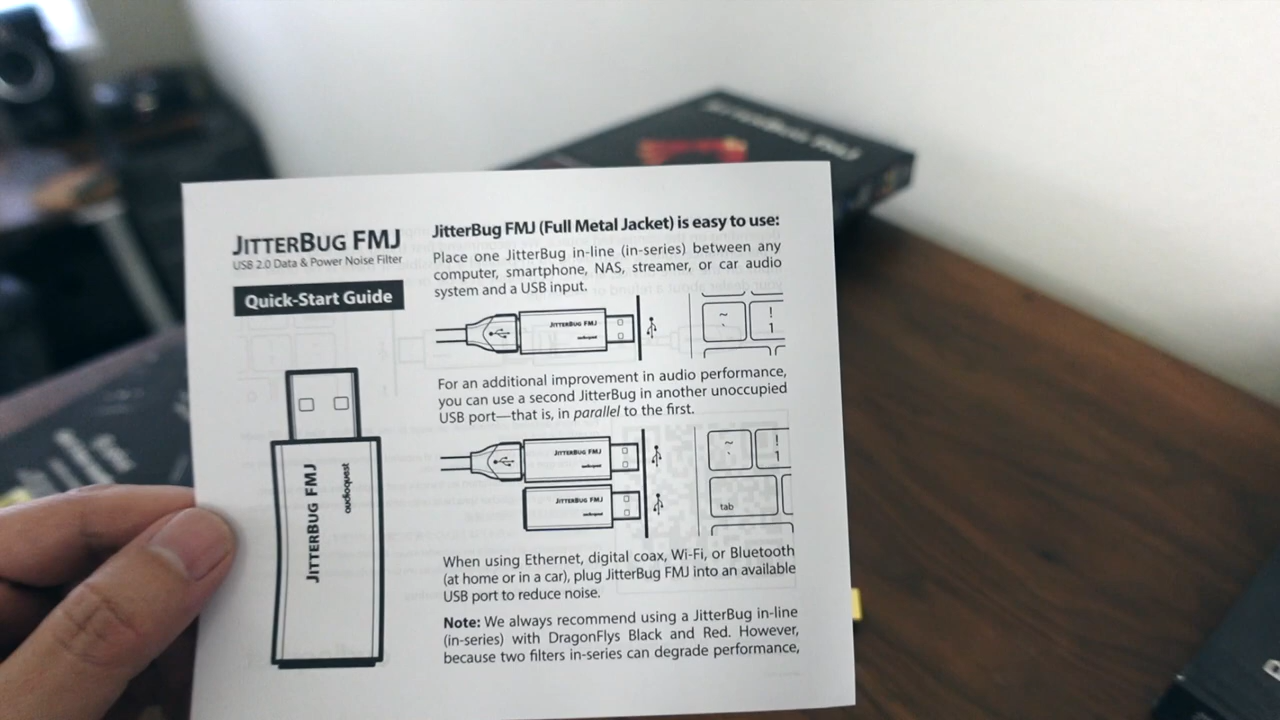 JITTERBUG FMJ
JITTERBUG FMJ
USB 2.0 Data & Power Noise Filter
Quick-Start Guide
JITTERBUG FMJ
audioquest
JitterBug FMJ (Full Metal Jacket) is easy to use:
Place one JitterBug in-line (in-series) between any
computer, smartphone, NAS, streamer, or car audio
system and a USB input.
JITTERBUG FMJ
audioquest
~
`
!
1
For an additional improvement in audio performance,
you can use a second JitterBug in another unoccupied
USB port—that is, in parallel to the first.
JITTERBUG FMJ
audioquest
JITTERBUG FMJ
audioquest
~
`
!
1
tab
When using Ethernet, digital coax, Wi-Fi, or Bluetooth
(at home or in a car), plug JitterBug FMJ into an available
USB port to reduce noise.
Note: We always recommend using a JitterBug in-line
(in-series) with DragonFlys Black and Red. However,
because two filters in-series can degrade performance,